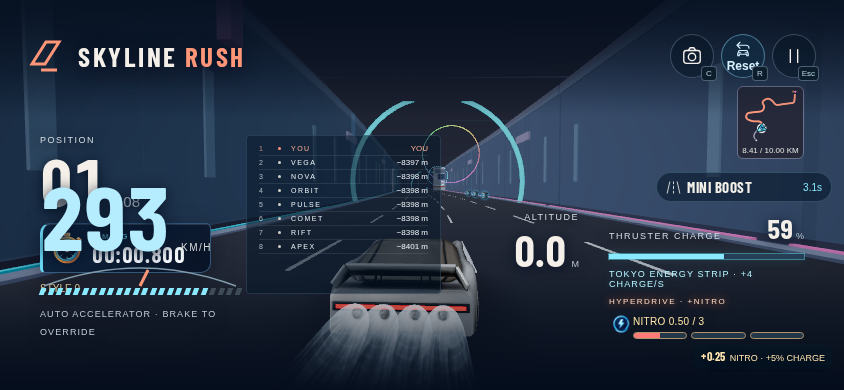 SKYLINE RUSH
C
Reset
R
Esc
8.41 / 10.00 KM
POSITION
01
08
293
KM/H
00:00.800
STYLE 0
AUTO ACCELERATOR · BRAKE TO
OVERRIDE
1 • YOU YOU
2 • VEGA −8397 m
3 • NOVA −8398 m
4 • ORBIT −8398 m
5 • PULSE −8398 m
6 • COMET −8398 m
7 • RIFT −8398 m
8 • APEX −8401 m
ALTITUDE
0.0 M
MINI BOOST 3.1s
THRUSTER CHARGE 59 %
TOKYO ENERGY STRIP · +4
CHARGE/S
HYPERDRIVE · +NITRO
NITRO 0.50 / 3
+0.25 NITRO · +5% CHARGE